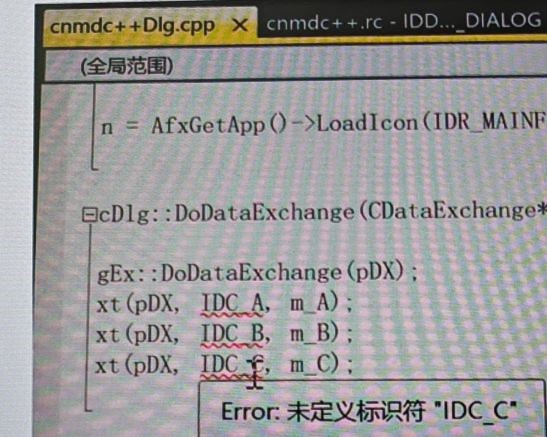 cnmdc++Dlg.cpp × cnmdc++.rc - IDD..._DIALOG
(全局范围)
n = AfxGetApp()->LoadIcon(IDR_MAINF
cDlg::DoDataExchange(CDataExchange*
gEx::DoDataExchange(pDX);
xt(pDX, IDC_A, m_A);
xt(pDX, IDC_B, m_B);
xt(pDX, IDC_C, m_C);
Error: 未定义标识符 "IDC_C"